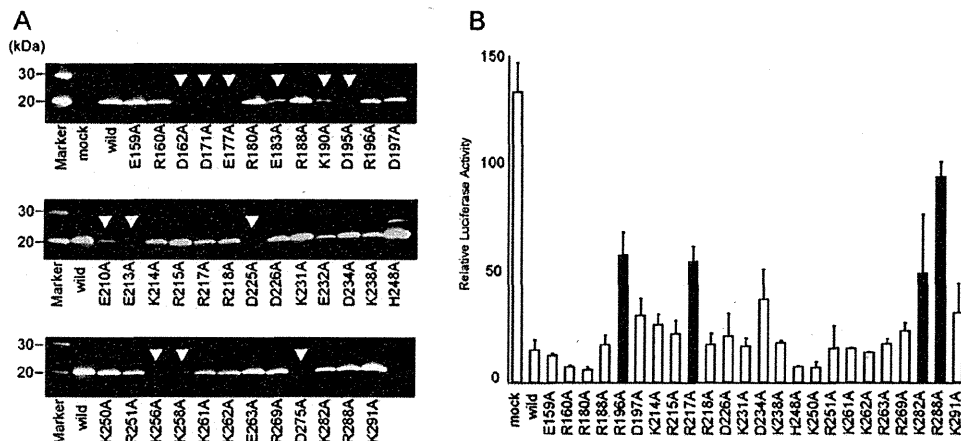 A
B
(kDa)
30
20
Marker
mock
wild
E159A
R160A
D162A
D171A
E177A
R180A
E183A
R188A
K190A
D195A
R196A
D197A
30
20
Marker
wild
E210A
E213A
K214A
R215A
R217A
R218A
D225A
D226A
K231A
E232A
D234A
K238A
H248A
30
20
Marker
wild
K250A
R251A
K256A
K258A
K261A
K262A
E263A
R269A
D275A
K282A
R288A
K291A
Relative Luciferase Activity
150
100
50
0
mock
wild
E159A
R160A
R180A
R188A
R196A
D197A
K214A
R215A
R217A
R218A
D226A
K231A
D234A
K238A
H248A
K250A
R251A
K261A
K262A
R263A
R269A
K282A
R288A
K291A